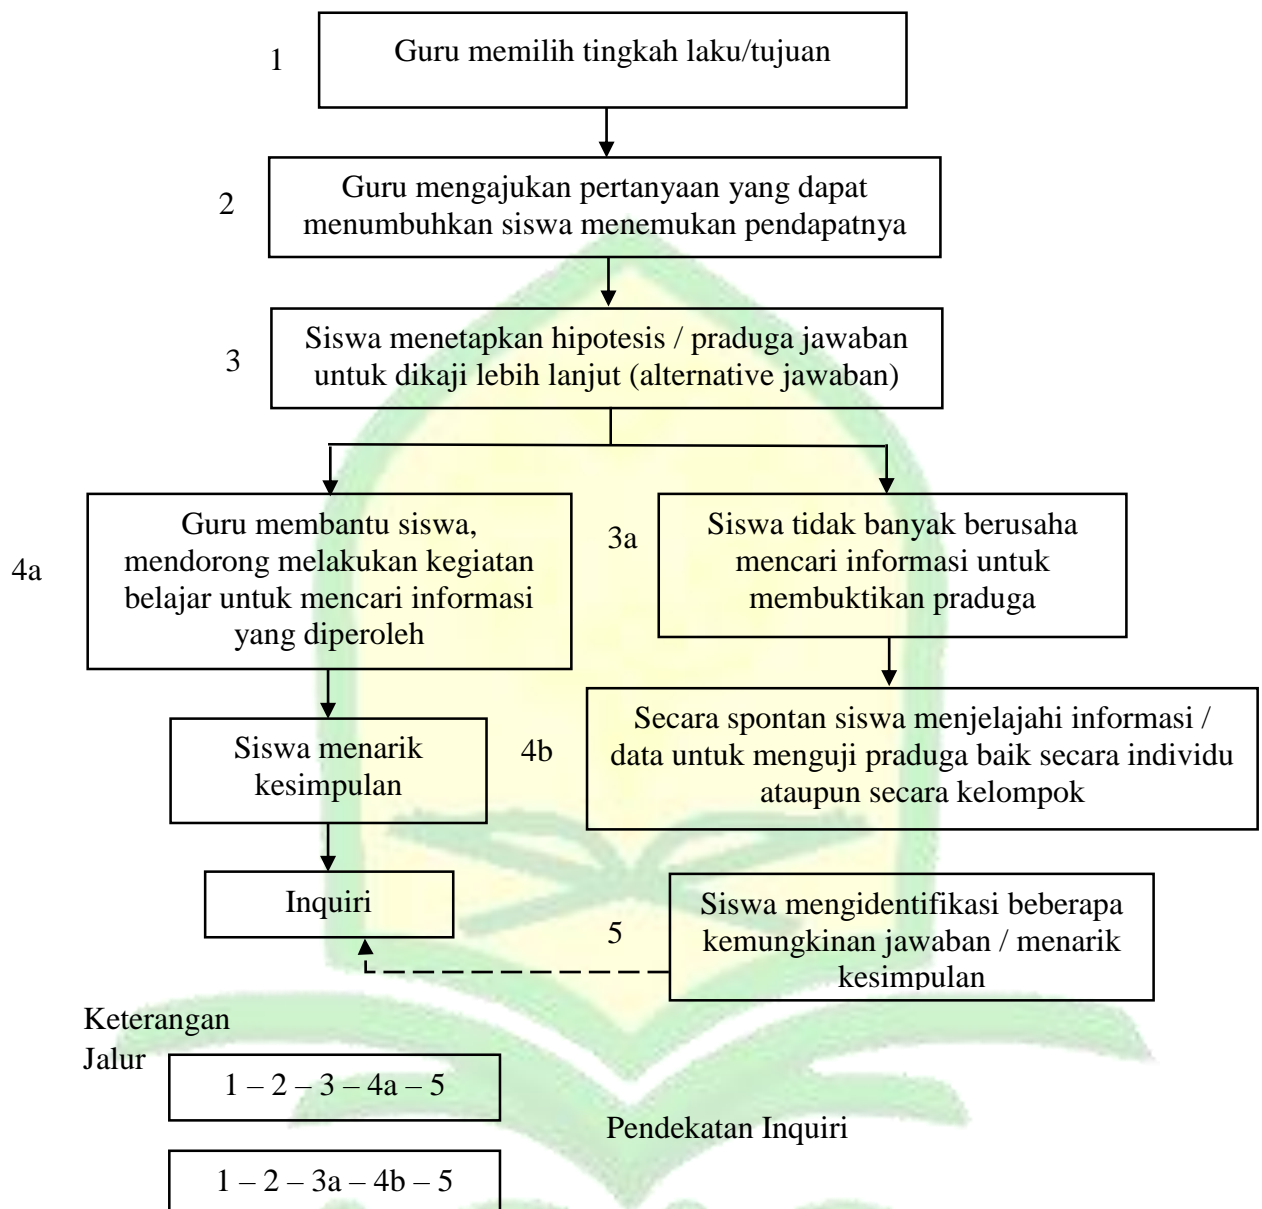 1
Guru memilih tingkah laku/tujuan
2
Guru mengajukan pertanyaan yang dapat
menumbuhkan siswa menemukan pendapatnya
3
Siswa menetapkan hipotesis / praduga jawaban
untuk dikaji lebih lanjut (alternative jawaban)
4a
Guru membantu siswa,
mendorong melakukan kegiatan
belajar untuk mencari informasi
yang diperoleh
3a
Siswa tidak banyak berusaha
mencari informasi untuk
membuktikan praduga
Siswa menarik
kesimpulan
4b
Secara spontan siswa menjelajahi informasi /
data untuk menguji praduga baik secara individu
ataupun secara kelompok
Inquiri
5
Siswa mengidentifikasi beberapa
kemungkinan jawaban / menarik
kesimpulan
Keterangan
Jalur
1 – 2 – 3 – 4a – 5
Pendekatan Inquiri
1 – 2 – 3a – 4b – 5